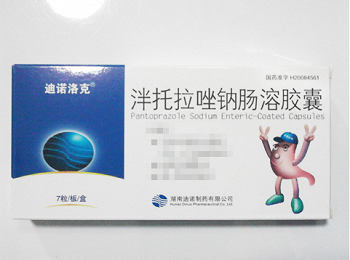 国药准字 H20084561
迪诺洛克®
泮托拉唑钠肠溶胶囊
Pantoprazole Sodium Enteric-Coated Capsules
7粒/板/盒
湖南迪诺制药有限公司
Hunan Dinuo Pharmaceutical Co., Ltd.